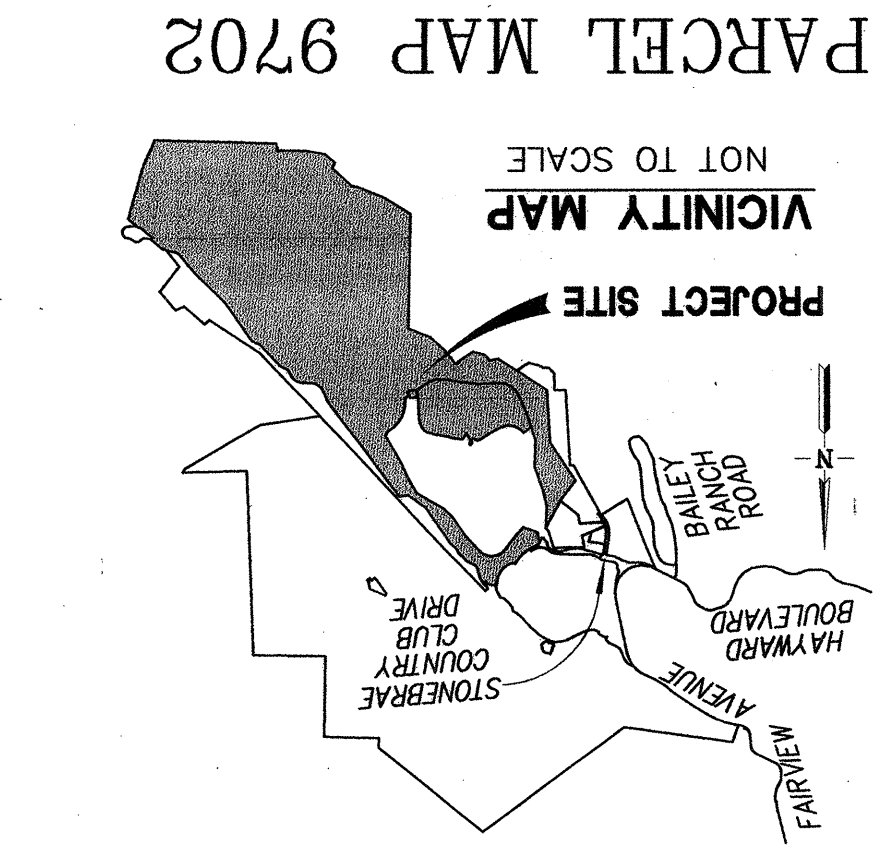 FAIRVIEW
AVENUE
HAYWARD
BOULEVARD
STONEBRAE
COUNTRY
CLUB
DRIVE
BAILEY
RANCH
ROAD
N
PROJECT SITE
VICINITY MAP
NOT TO SCALE
PARCEL MAP 9702